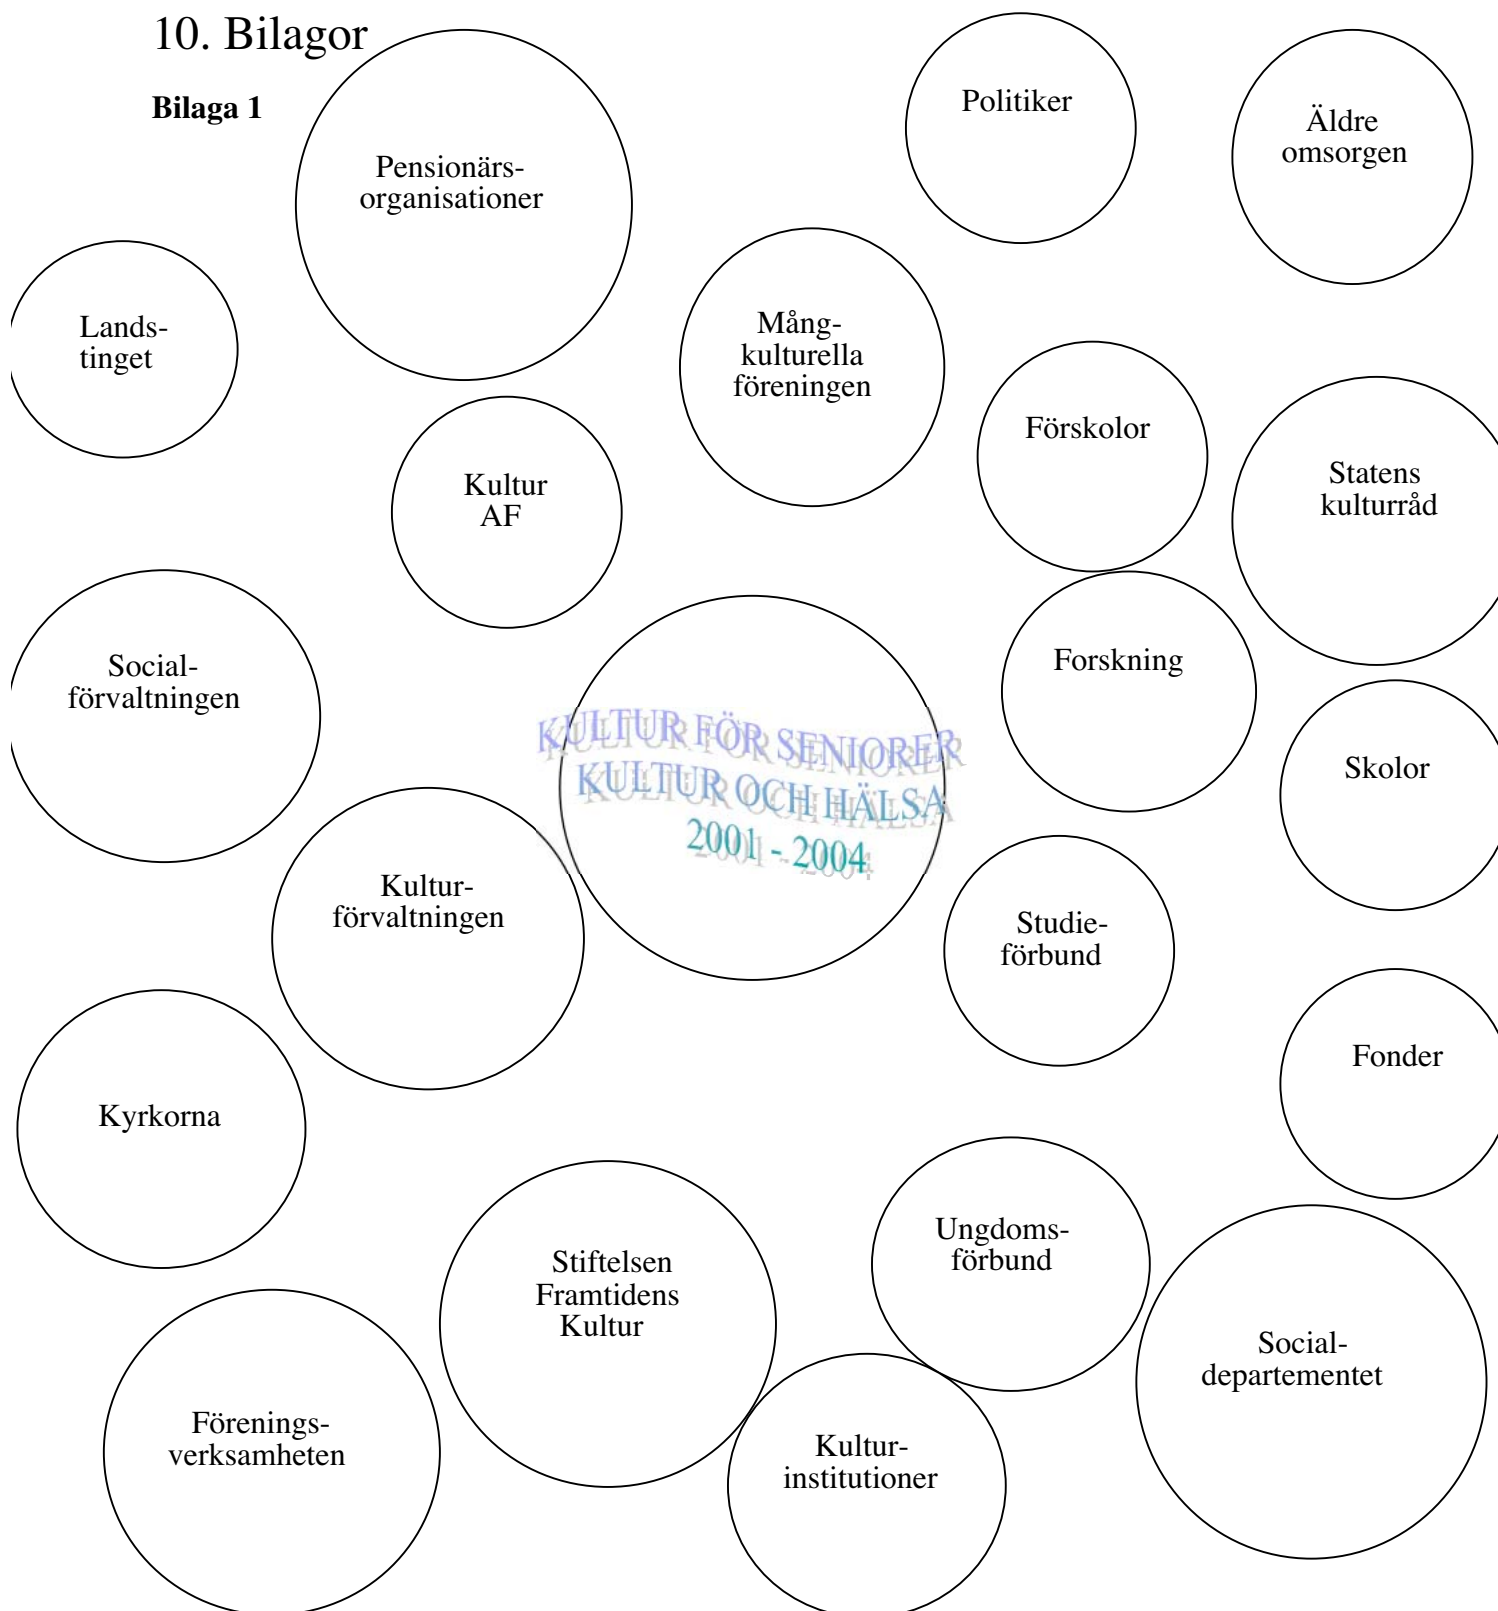 10. Bilagor
Bilaga 1
Pensionärs-
organisationer
Politiker
Äldre
omsorgen
Lands-
tinget
Mång-
kulturella
föreningen
Förskolor
Statens
kulturråd
Kultur
AF
Social-
förvaltningen
Forskning
KULTUR FÖR SENIORER
KULTUR OCH HÄLSA
2001 - 2004
Skolor
Kultur-
förvaltningen
Studie-
förbund
Fonder
Kyrkorna
Stiftelsen
Framtidens
Kultur
Ungdoms-
förbund
Social-
departementet
Förenings-
verksamheten
Kultur-
institutioner